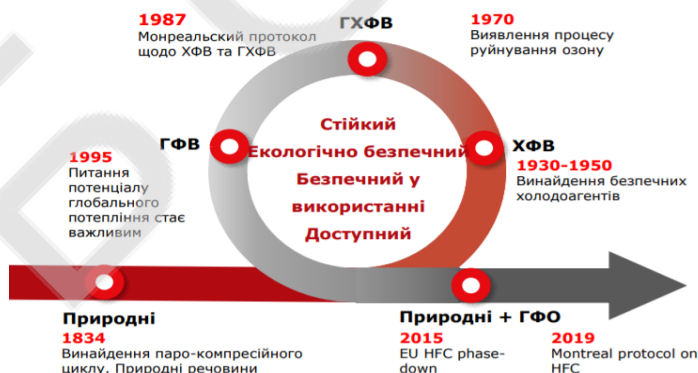 1987
Монреальский протокол
щодо ХФВ та ГХФВ
ГХФВ
1970
Виявлення процесу
руйнування озону
ГФВ
1995
Питання
потенціалу
глобального
потепління стає
важливим
Стійкий
Екологічно безпечний
Безпечний у
використанні
Доступний
ХФВ
1930-1950
Винайдення безпечних
холодоагентів
Природні
1834
Винайдення паро-компресійного
циклу. Природні речовини
Природні + ГФО
2015
EU HFC phase-
down
2019
Montreal protocol on
HFC